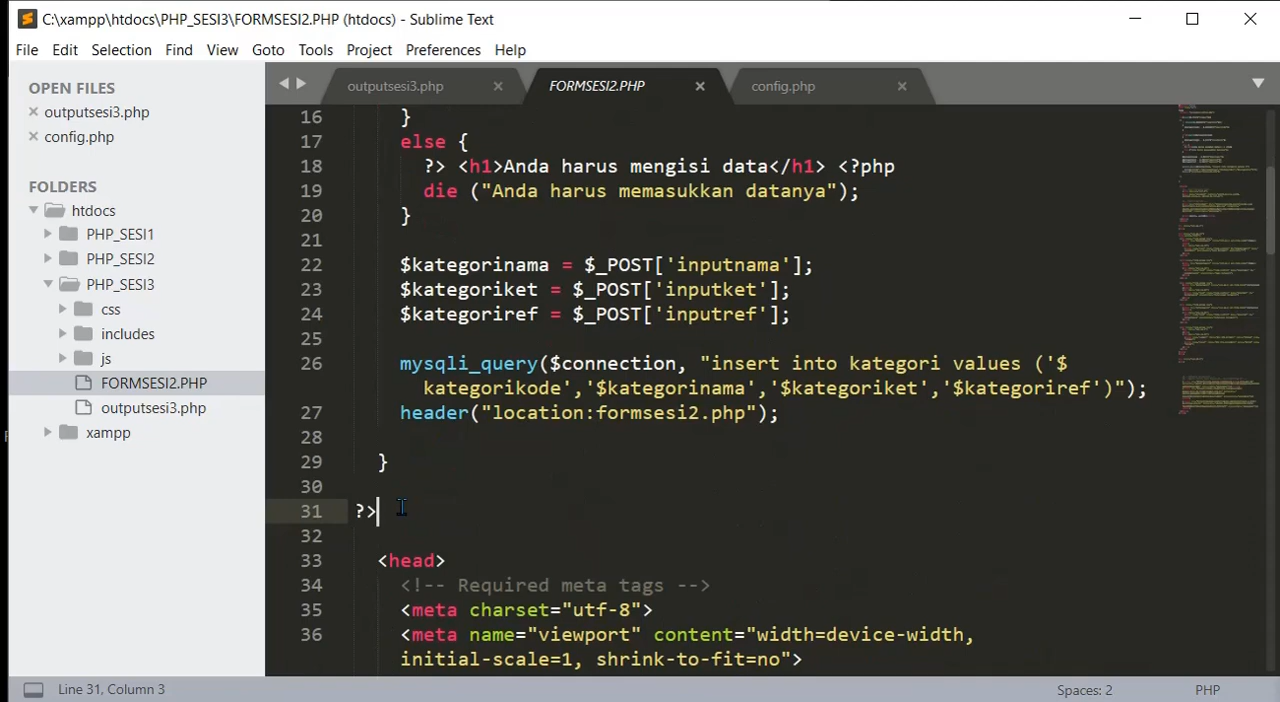 C:\xampp\htdocs\PHP_SESI3\FORMSESI2.PHP (htdocs) - Sublime Text
File Edit Selection Find View Goto Tools Project Preferences Help
OPEN FILES
outputsesi3.php
config.php
FOLDERS
htdocs
PHP_SESI1
PHP_SESI2
PHP_SESI3
css
includes
js
FORMSESI2.PHP
outputsesi3.php
xampp
outputsesi3.php FORMSESI2.PHP config.php
16 }
17 else {
18 ?> <h1>Anda harus mengisi data</h1> <?php
19 die ("Anda harus memasukkan datanya");
20 }
21
22 $kategorinama = $_POST['inputnama'];
23 $kategoriket = $_POST['inputket'];
24 $kategoriref = $_POST['inputref'];
25
26 mysqli_query($connection, "insert into kategori values ('$
kategorikode','$kategorinama','$kategoriket','$kategoriref')");
27 header("location:formsesi2.php");
28
29 }
30
31 ?>
32
33 <head>
34 <!-- Required meta tags -->
35 <meta charset="utf-8">
36 <meta name="viewport" content="width=device-width,
initial-scale=1, shrink-to-fit=no">
Line 31, Column 3 Spaces: 2 PHP